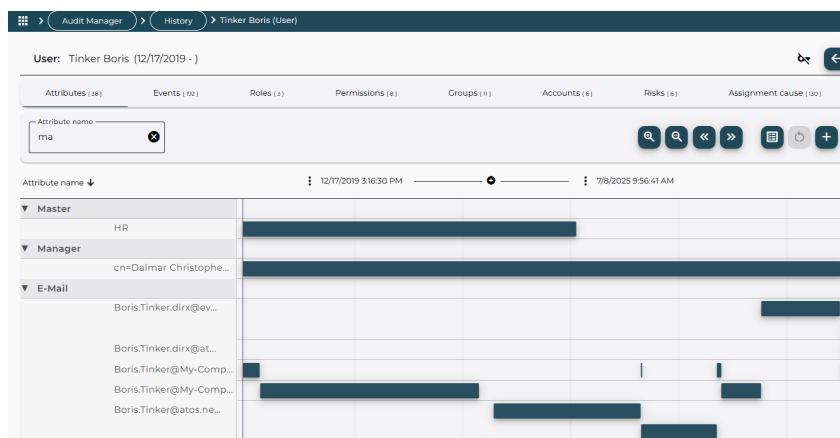 Audit Manager History Tinker Boris (User)
User: Tinker Boris (12/17/2019 - )
Attributes (38) Events (192) Roles (3) Permissions (8) Groups (11) Accounts (6) Risks (6) Assignment cause (130)
Attribute name
ma
Attribute name 12/17/2019 3:16:30 PM 7/8/2025 9:56:41 AM
Master
HR
Manager
cn=Dalmar Christophe...
E-Mail
Boris.Tinker.dirx@ev...
Boris.Tinker.dirx@at...
Boris.Tinker@My-Comp...
Boris.Tinker@My-Comp...
Boris.Tinker@atos.ne...